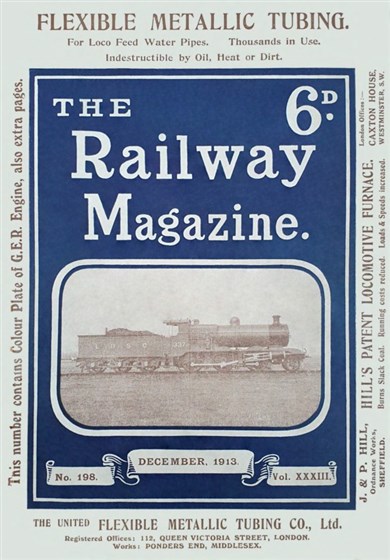 FLEXIBLE METALLIC TUBING.
For Loco Feed Water Pipes. Thousands in Use.
Indestructible by Oil, Heat or Dirt.
THE
6D.
Railway
Magazine.
DECEMBER, 1913.
No. 198.
Vol. XXXIII.
This number contains Colour Plate of G.E.R. Engine, also extra pages.
J. & P. HILL,
Ordnance Works,
SHEFFIELD.
HILL'S PATENT LOCOMOTIVE FURNACE.
Burns Slack Coal. Running costs reduced. Loads & Speeds increased.
London Offices:—
CAXTON HOUSE,
WESTMINSTER, S.W.
THE UNITED FLEXIBLE METALLIC TUBING CO., Ltd.
Registered Offices: 112, QUEEN VICTORIA STREET, LONDON.
Works: PONDERS END, MIDDLESEX.